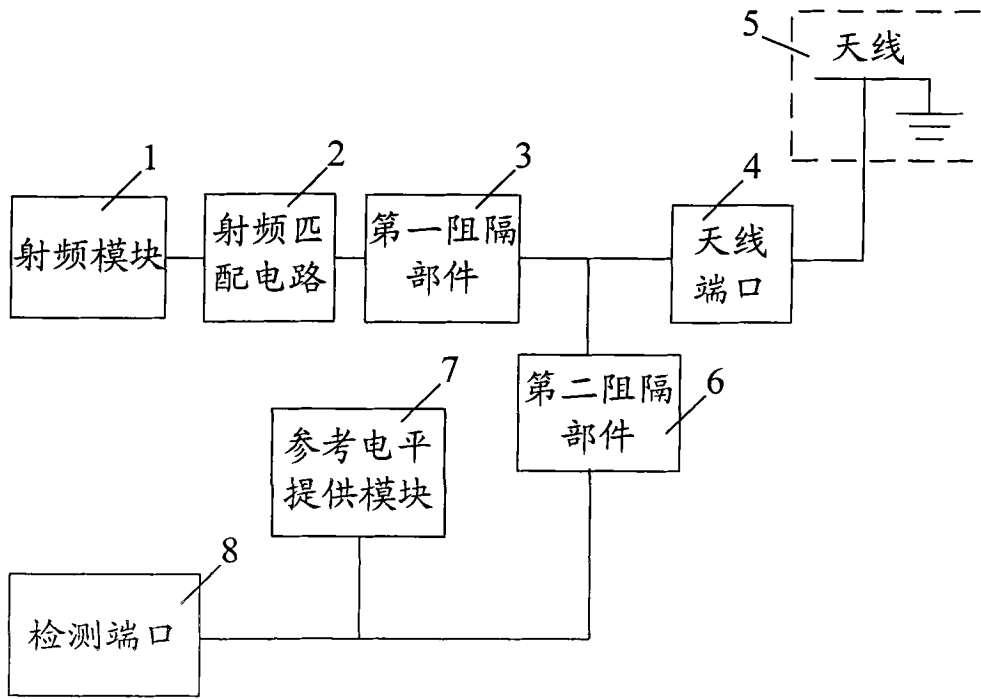 5
天线
1
2
3
4
射频模块
射频匹
配电路
第一阻隔
部件
天线
端口
7
6
参考电平
提供模块
第二阻隔
部件
8
检测端口